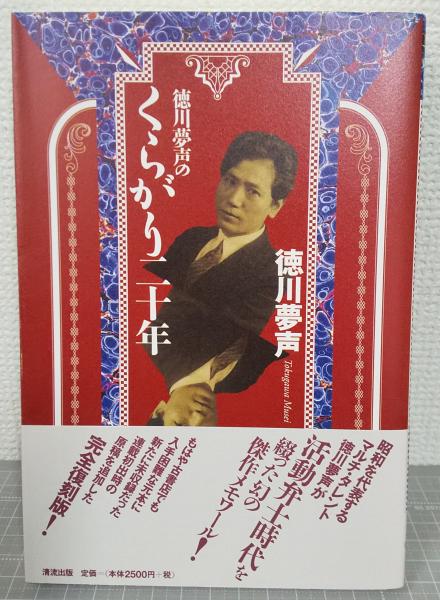 徳川夢声の
くらがり二十年
徳川夢声
Tokugawa Musei
昭和を代表する
マルチタレント
徳川夢声が
活動弁士時代を
綴った幻の
傑作メモワール!
もはや古書店でも
入手困難な元本に
新たに未収録だった
連載初出時の
原稿を追加した
完全復刻版!
清流出版 定価=(本体2500円+税)